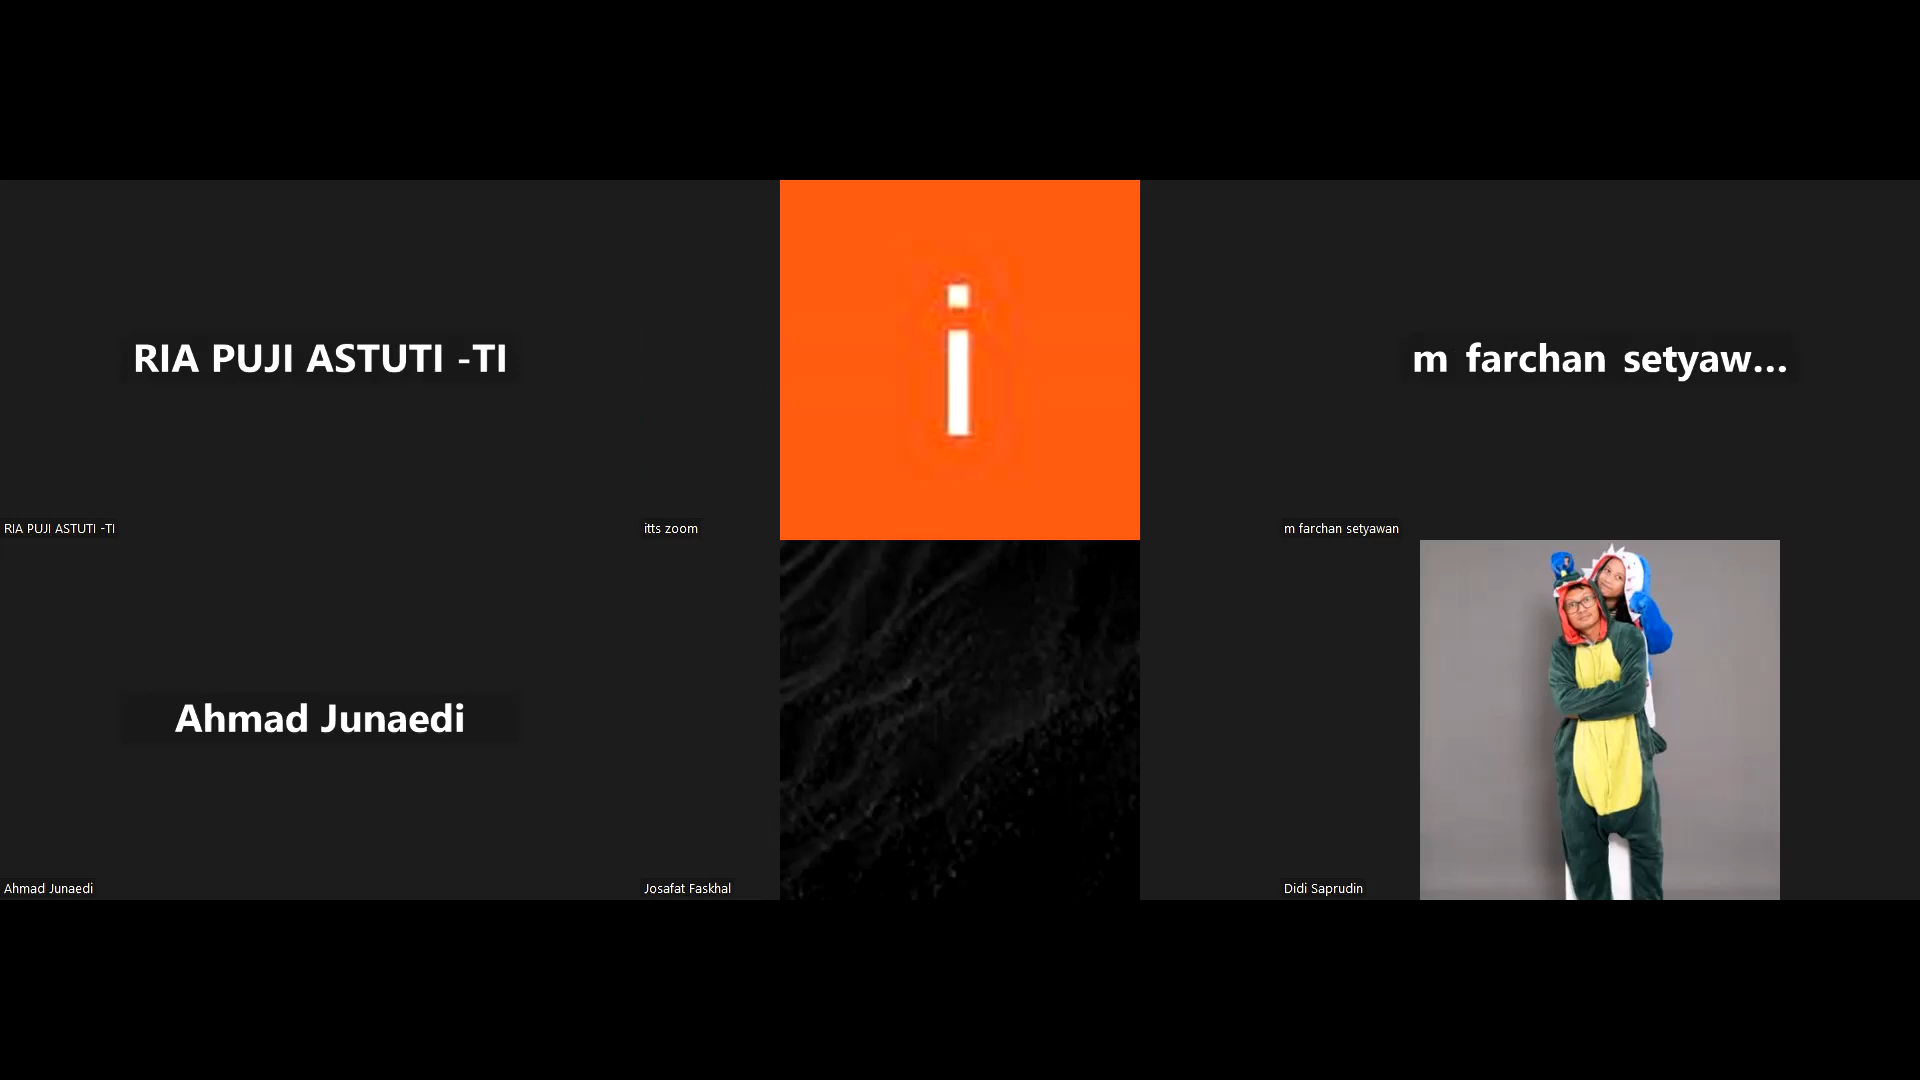 RIA PUJI ASTUTI -TI
i
m farchan setyaw...
RIA PUJI ASTUTI -TI
itts zoom
m farchan setyawan
Ahmad Junaedi
Ahmad Junaedi
Josafat Faskhal
Didi Saprudin